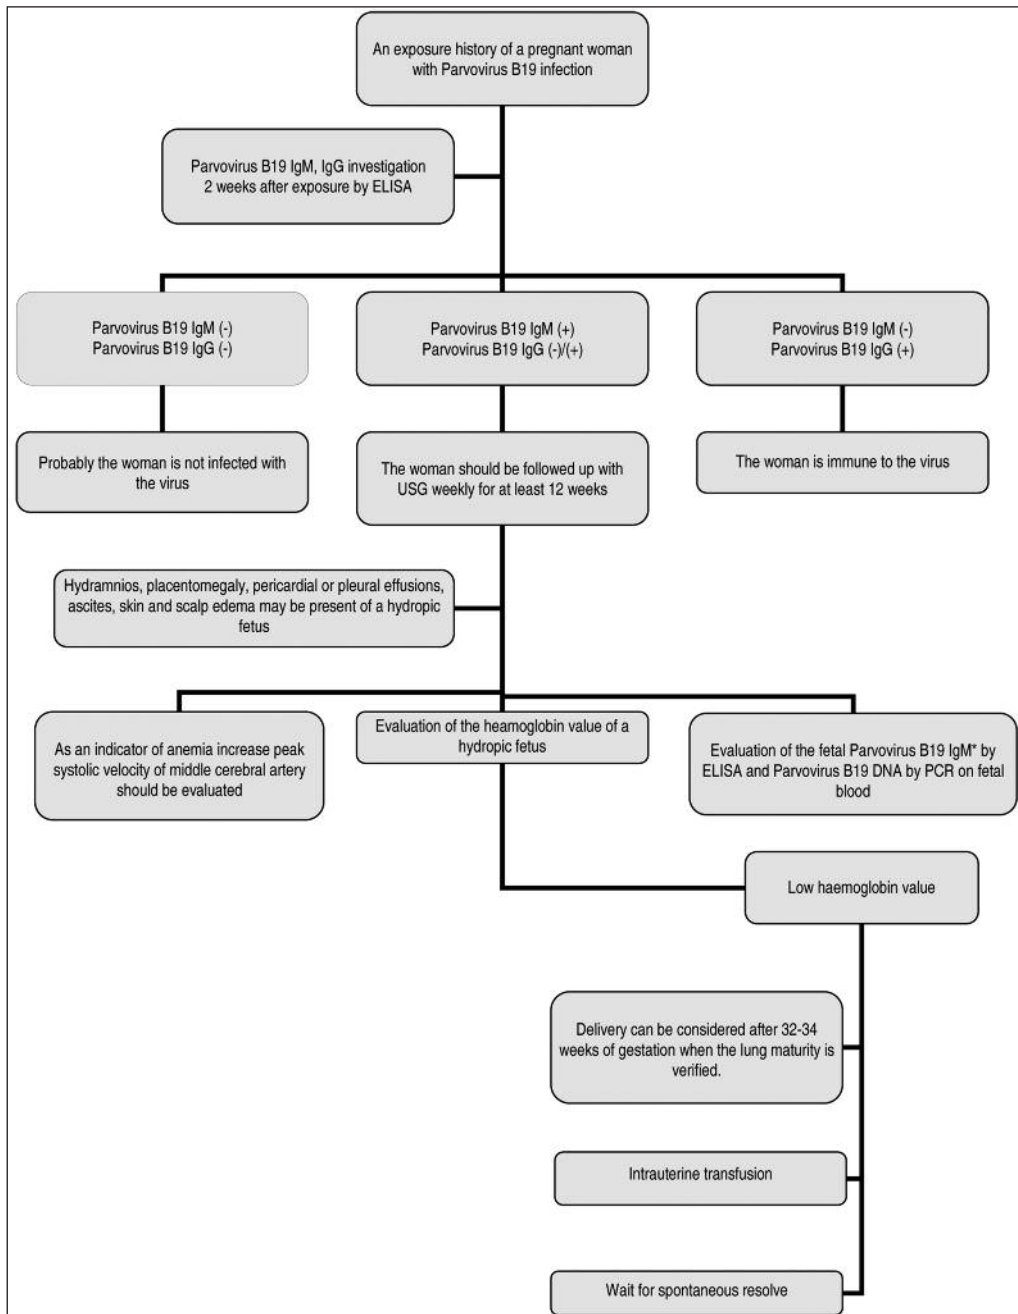 An exposure history of a pregnant woman
with Parvovirus B19 infection
Parvovirus B19 IgM, IgG investigation
2 weeks after exposure by ELISA
Parvovirus B19 IgM (-)
Parvovirus B19 IgG (-)
Parvovirus B19 IgM (+)
Parvovirus B19 IgG (-)/(+)
Parvovirus B19 IgM (-)
Parvovirus B19 IgG (+)
Probably the woman is not infected with
the virus
The woman should be followed up with
USG weekly for at least 12 weeks
The woman is immune to the virus
Hydramnios, placentomegaly, pericardial or pleural effusions,
ascites, skin and scalp edema may be present of a hydropic
fetus
As an indicator of anemia increase peak
systolic velocity of middle cerebral artery
should be evaluated
Evaluation of the heamoglobin value of a
hydropic fetus
Evaluation of the fetal Parvovirus B19 IgM* by
ELISA and Parvovirus B19 DNA by PCR on fetal
blood
Low haemoglobin value
Delivery can be considered after 32-34
weeks of gestation when the lung maturity is
verified.
Intrauterine transfusion
Wait for spontaneous resolve